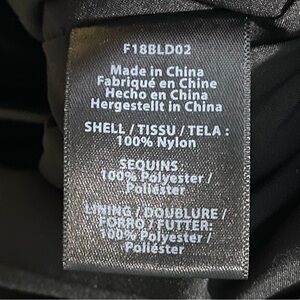 F18BLD02
Made in China
Fabriqué en Chine
Hecho en China
Hergestellt in China
SHELL / TISSU / TELA :
100% Nylon
SEQUINS :
100% Polyester /
Poliéster
LINING / DOUBLURE /
FORRO / FUTTER:
100% Polyester /
Poliéster